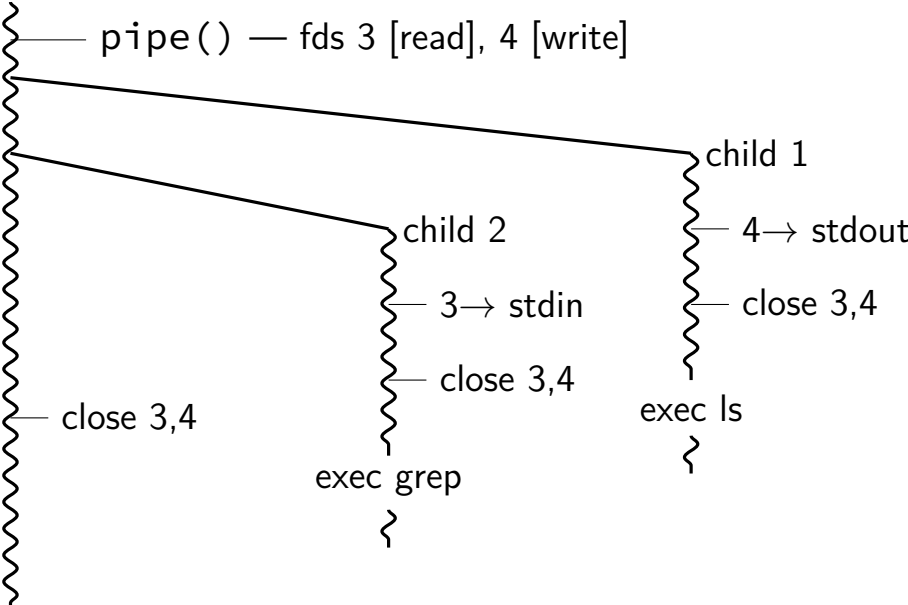 pipe() — fds 3 [read], 4 [write]
child 1
child 2
4→ stdout
3→ stdin
close 3,4
close 3,4
close 3,4
exec ls
exec grep